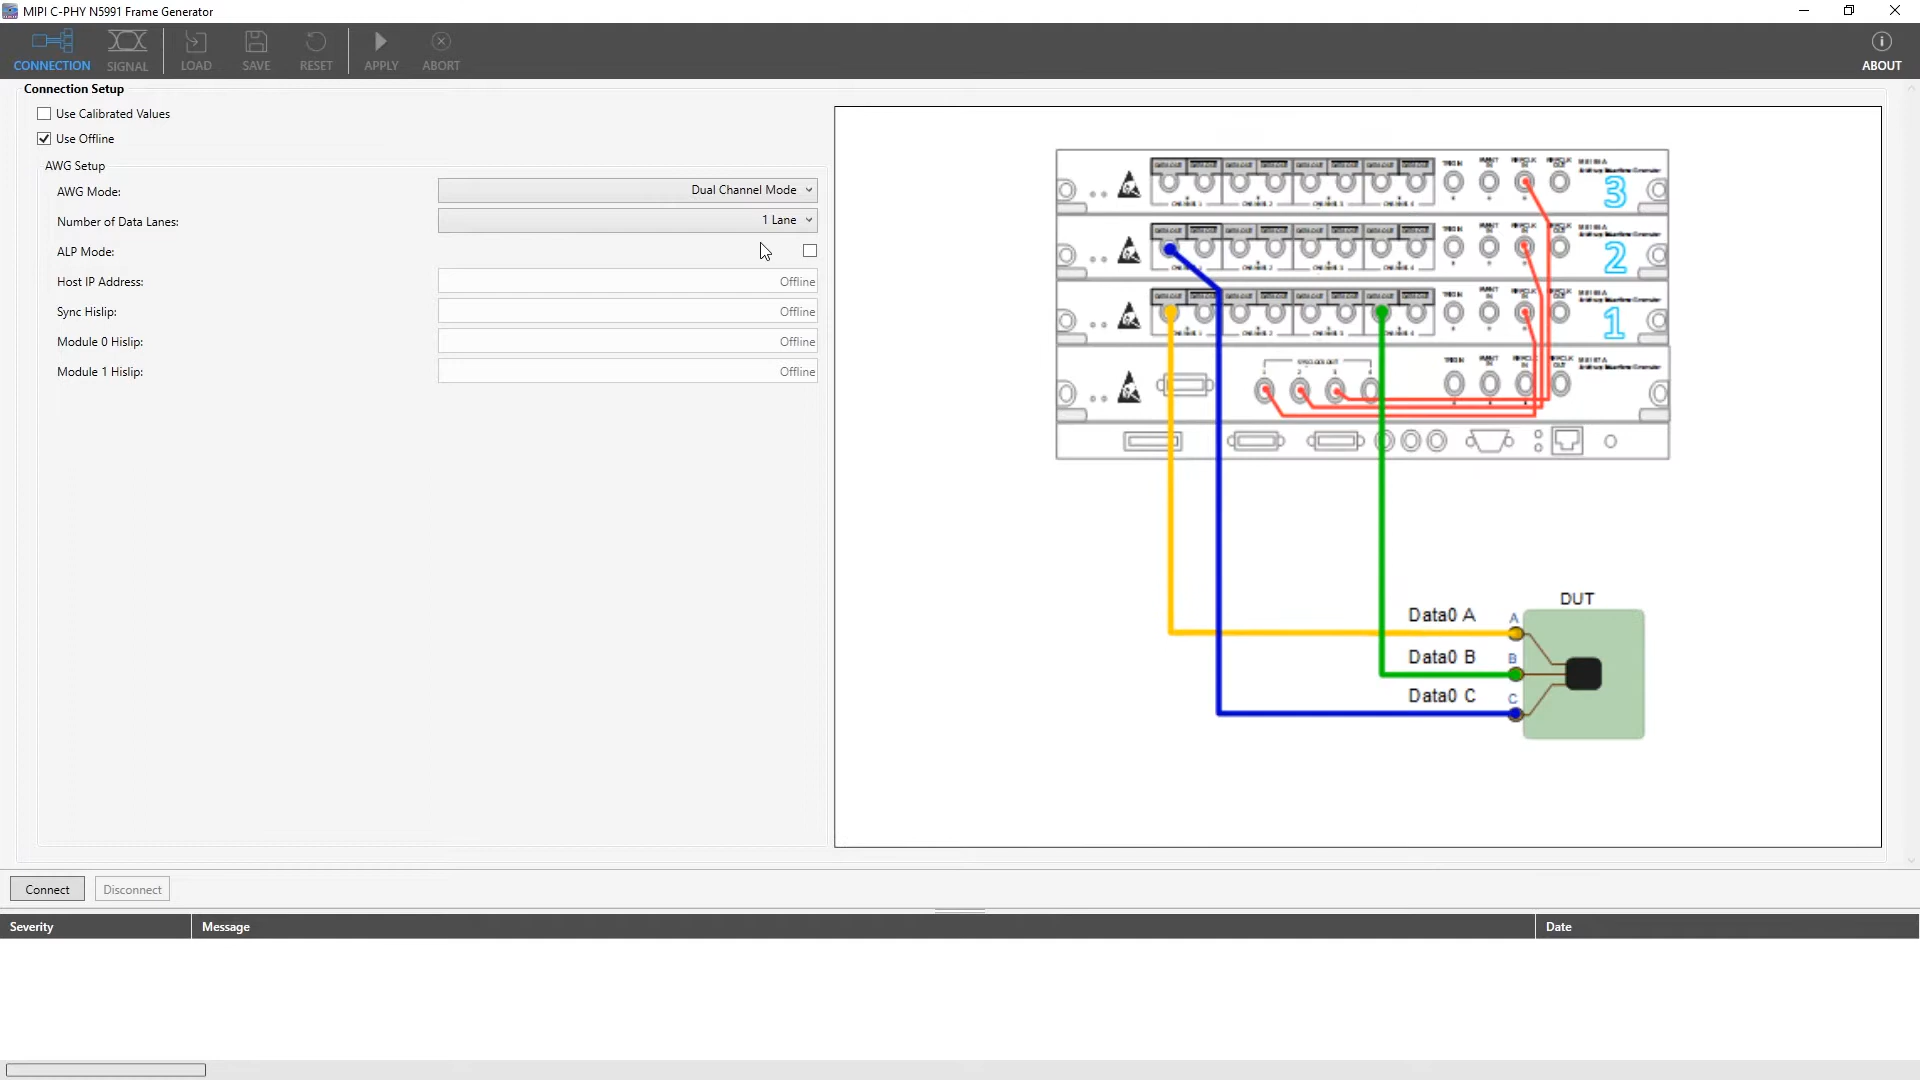 MIPI C-PHY N5991 Frame Generator
CONNECTION
SIGNAL
LOAD
SAVE
RESET
APPLY
ABORT
ABOUT
Connection Setup
Use Calibrated Values
Use Offline
AWG Setup
AWG Mode:
Dual Channel Mode
Number of Data Lanes:
1 Lane
ALP Mode:
Host IP Address:
Offline
Sync Hislip:
Offline
Module 0 Hislip:
Offline
Module 1 Hislip:
Offline
3
2
1
DUT
Data0 A
A
Data0 B
B
Data0 C
C
Connect
Disconnect
Severity
Message
Date